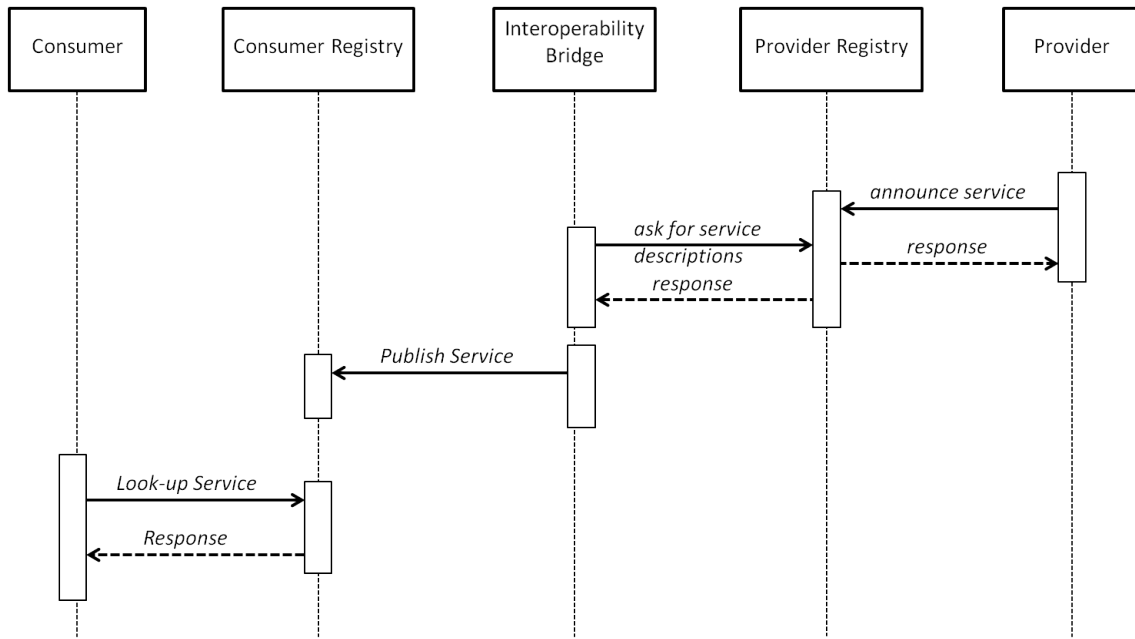 Consumer
Consumer Registry
Interoperability
Bridge
Provider Registry
Provider
announce service
ask for service
descriptions
response
response
Publish Service
Look-up Service
Response